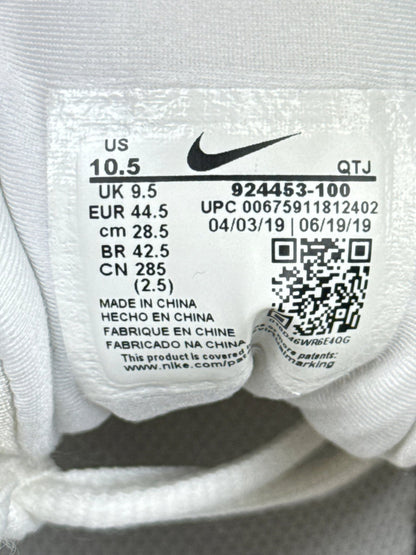 US
10.5
QTJ
UK 9.5
924453-100
EUR 44.5
UPC 00675911812402
cm 28.5
04/03/19 | 06/19/19
BR 42.5
CN 285
(2.5)
MADE IN CHINA
HECHO EN CHINA
FABRIQUE EN CHINE
FABRICADO NA CHINA
This product is covered patents:
www.nike.com/